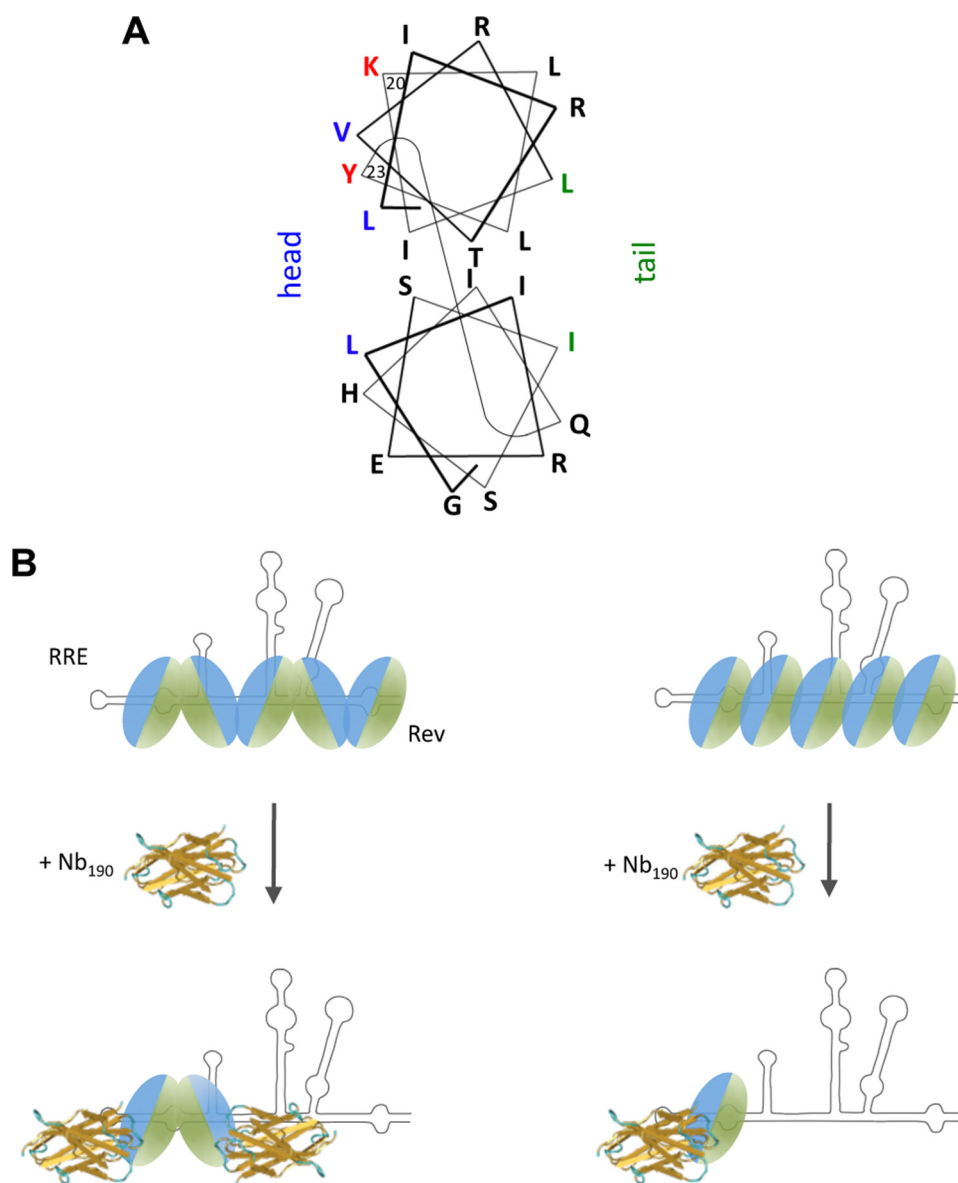 A
I R
K L
20
R
V
Y 23 L
L
I L
T
head
tail
S I I
L I
H
Q
E R
G S
B
RRE
Rev
+ Nb190 + Nb190